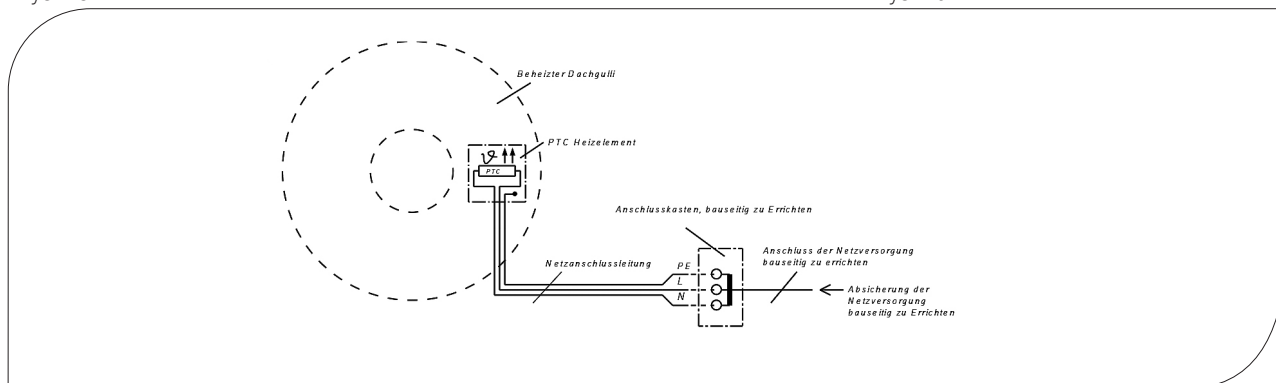 Beheizter Dachgulli
PTC Heizelement
ϑ
PTC
Anschlusskasten, bauseitig zu Errichten
Anschluss der Netzversorgung
bauseitig zu errichten
Netzanschlussleitung
PE
L
N
Absicherung der
Netzversorgung
bauseitig zu Errichten